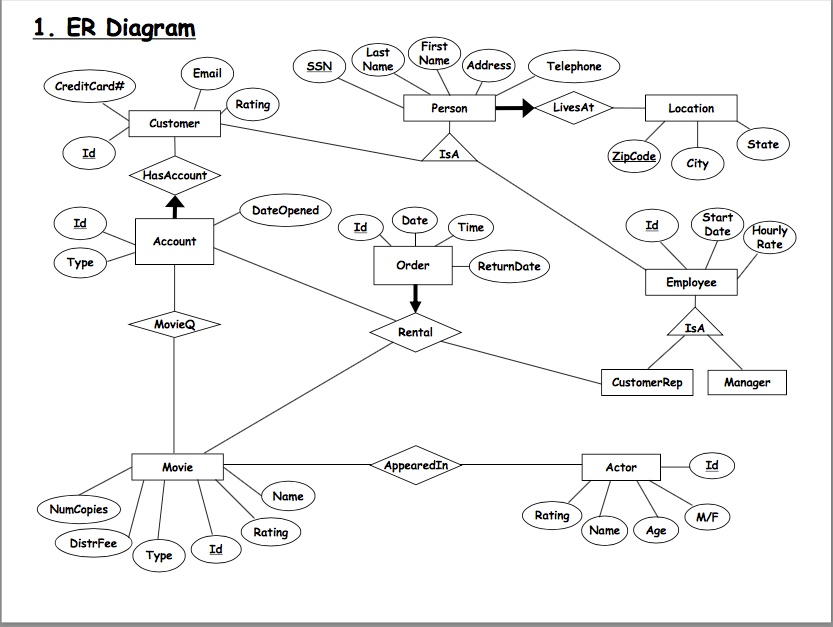 1. ER Diagram
CreditCard#
Email
Rating
Customer
Id
HasAccount
SSN
Last
Name
First
Name
Address
Telephone
Person
LivesAt
Location
ZipCode
City
State
IsA
Id
Type
Account
DateOpened
Id
Date
Time
Order
ReturnDate
Id
Start
Date
Hourly
Rate
Employee
IsA
MovieQ
Rental
CustomerRep
Manager
Movie
AppearedIn
Actor
Id
NumCopies
DistrFee
Type
Id
Rating
Name
Rating
Name
Age
M/F